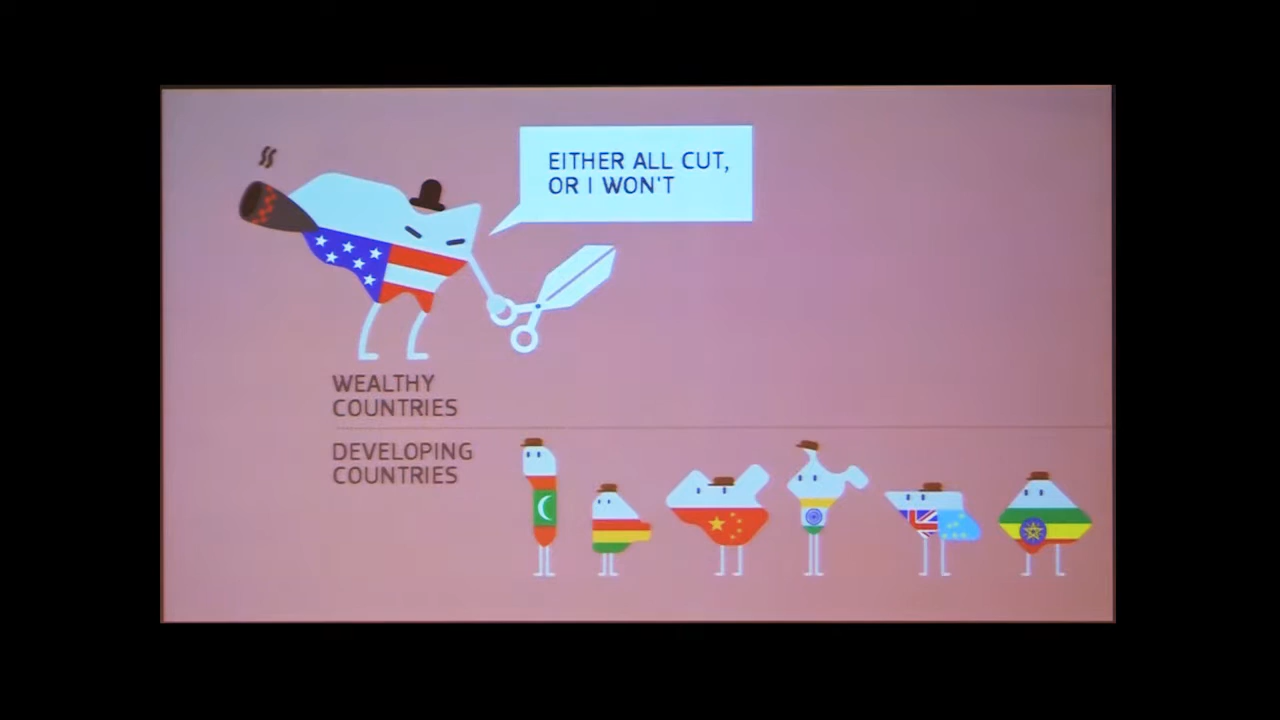 EITHER ALL CUT,
OR I WON'T
WEALTHY
COUNTRIES
DEVELOPING
COUNTRIES